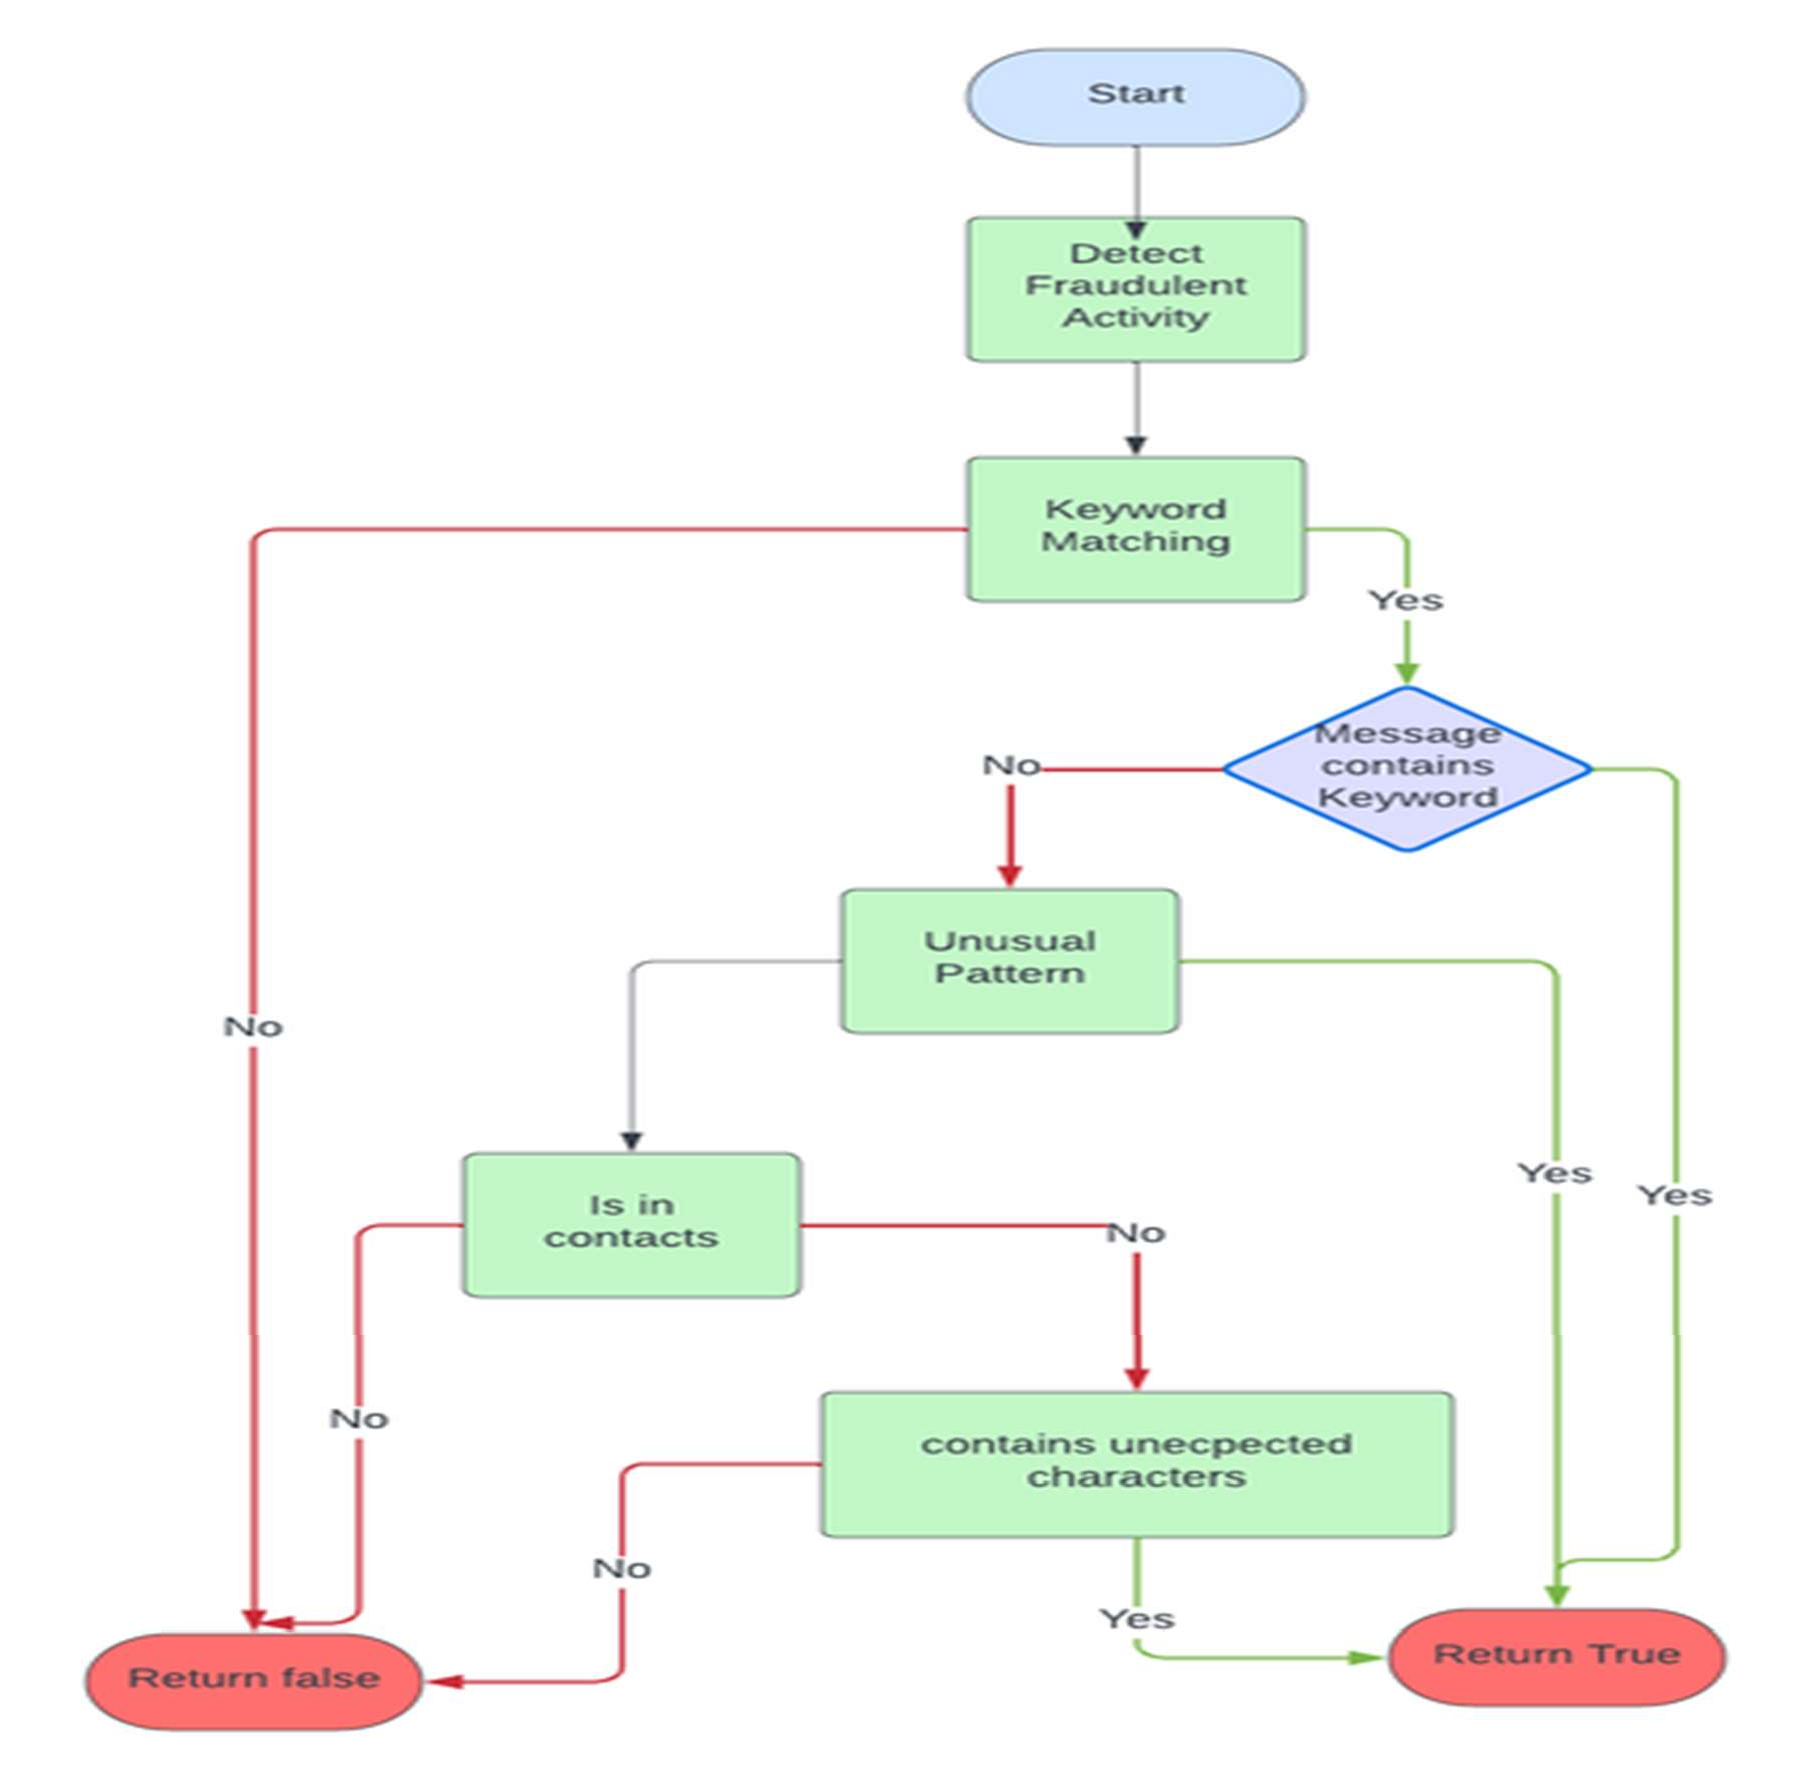 Start
Detect
Fraudulent
Activity
Keyword
Matching
Yes
Message
contains
Keyword
No
Unusual
Pattern
No
Yes
Yes
Is in
contacts
No
No
contains unecpected
characters
No
Yes
Return false
Return True